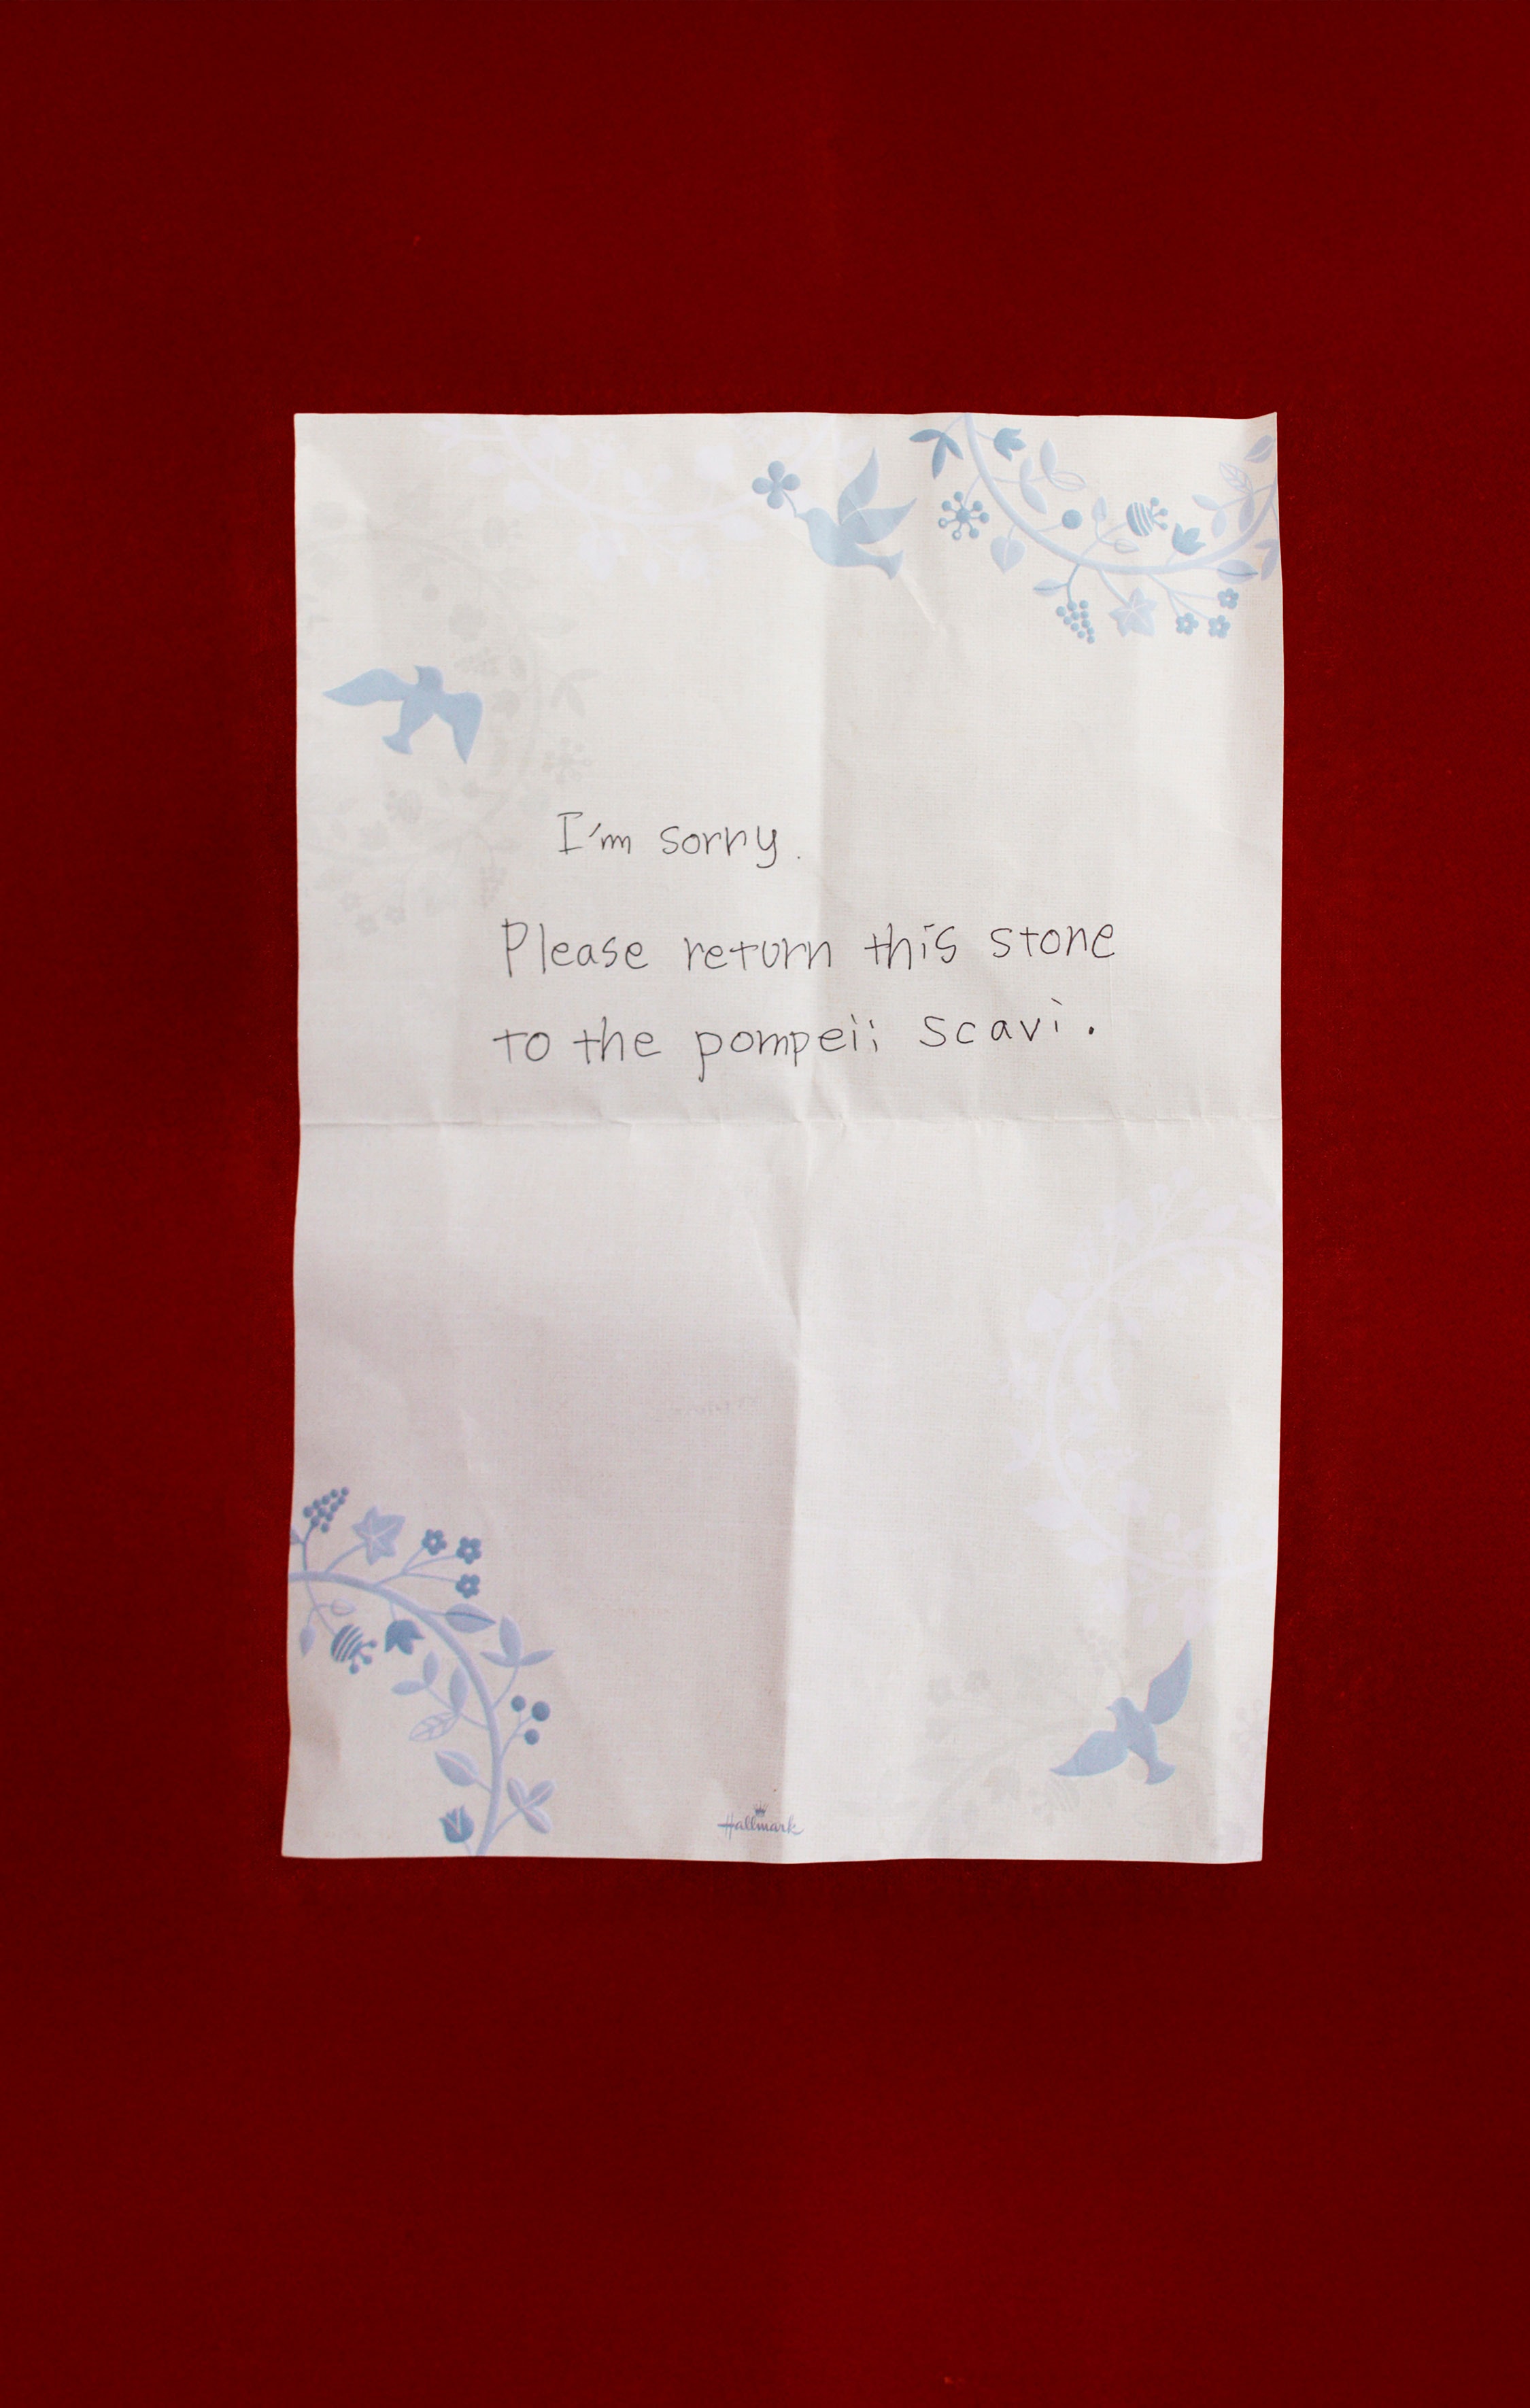 I'm sorry.
Please return this stone
to the pompeii scavi.
Hallmark